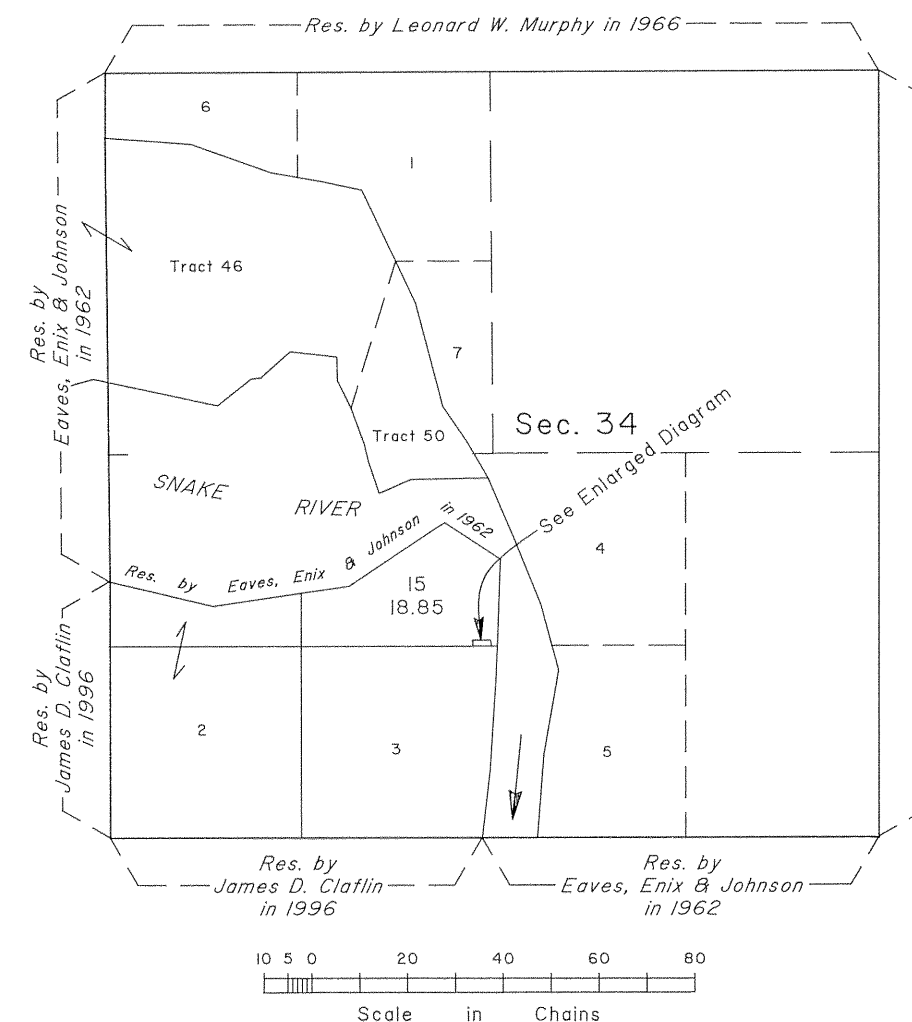 Res. by Leonard W. Murphy in 1966
6
1
Tract 46
Res. by
Eaves, Enix & Johnson
in 1962
7
Tract 50
Sec. 34
See Enlarged Diagram
SNAKE RIVER
Res. by Eaves, Enix & Johnson in 1962
4
15
18.85
Res. by
James D. Claflin
in 1996
2
3
5
Res. by
James D. Claflin
in 1996
Res. by
Eaves, Enix & Johnson
in 1962
10 5 0 20 40 60 80
Scale in Chains